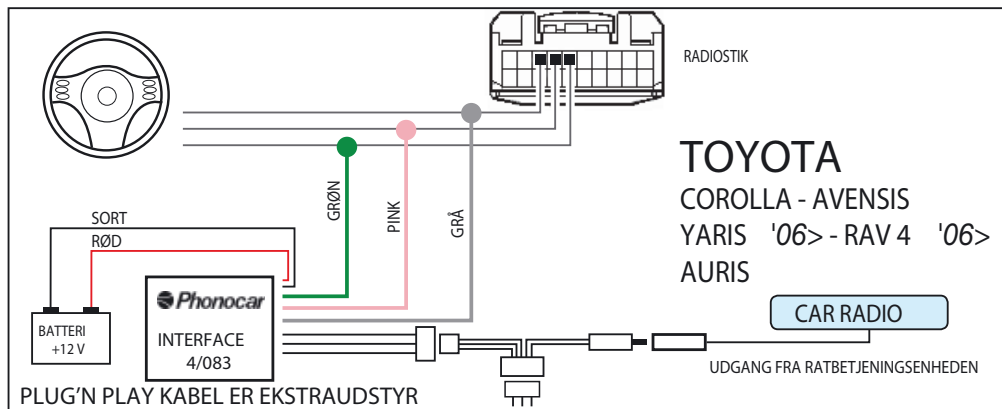 RADIOSTIK
TOYOTA
COROLLA - AVENSIS
YARIS '06> - RAV 4 '06>
AURIS
GRØN
PINK
GRÅ
SORT
RØD
BATTERI
+12 V
Phonocar
INTERFACE
4/083
CAR RADIO
UDGANG FRA RATBETJENINGSENHEDEN
PLUG'N PLAY KABEL ER EKSTRAUDSTYR